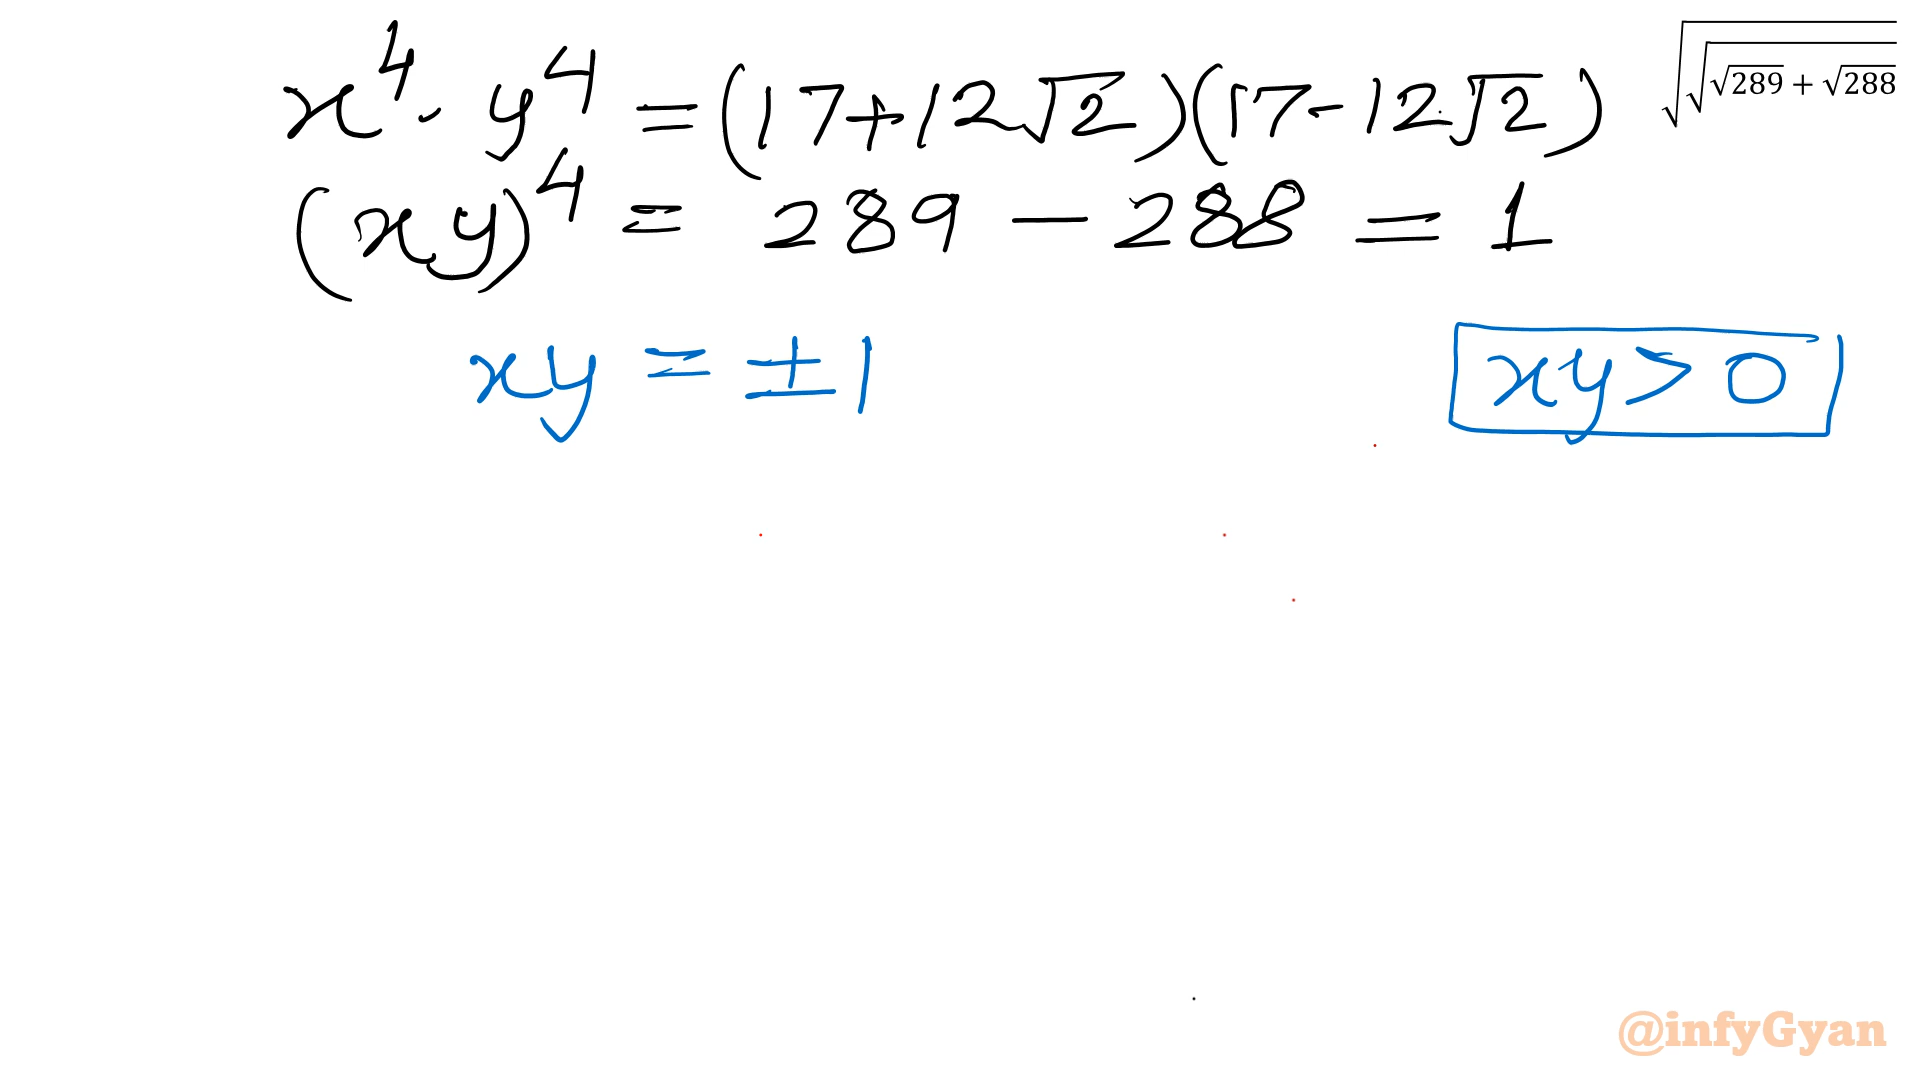 x⁴ · y⁴ = (17+12√2)(17-12√2)
√√(√289 + √288)
(xy)⁴ = 289 − 288 = 1
xy = ±1
xy > 0
@infyGyan